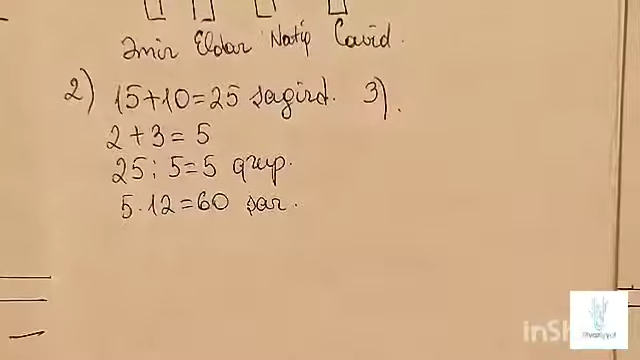 Əmir Eldar Natiq Cavid.
2) 15+10=25 şagird. 3).
2+3=5
25:5=5 qrup.
5·12=60 şar.
inSh